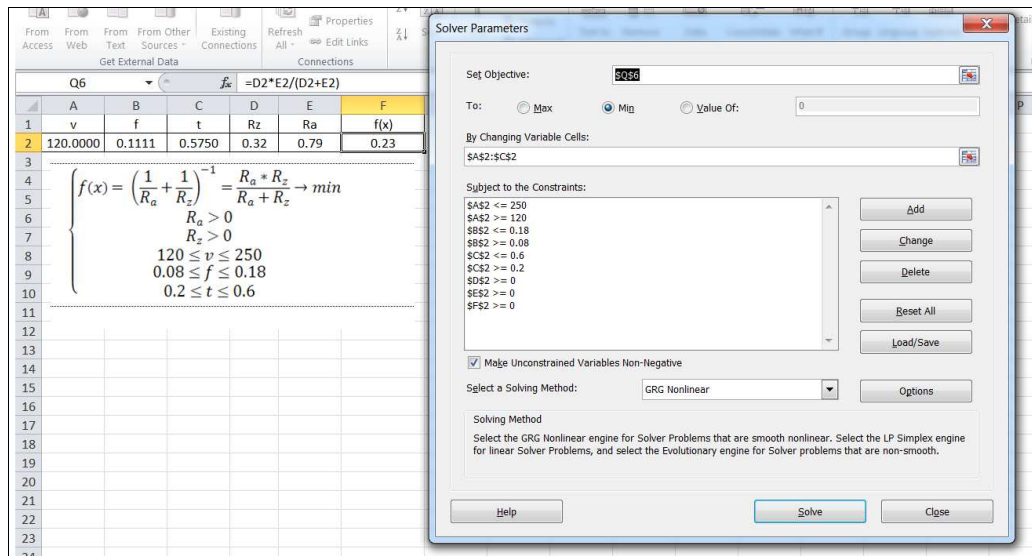 From Access
From Web
From Text
From Other Sources
Existing Connections
Refresh All
Properties
Edit Links
Get External Data
Connections
Q6
fx
=D2*E2/(D2+E2)
A B C D E F P
1 v f t Rz Ra f(x)
2 120.0000 0.1111 0.5750 0.32 0.79 0.23
3
4
5
6
7
8
9
10
11
12
13
14
15
16
17
18
19
20
21
22
23
f(x) = (1/Ra + 1/Rz)^-1 = Ra * Rz / (Ra + Rz) → min
Ra > 0
Rz > 0
120 ≤ v ≤ 250
0.08 ≤ f ≤ 0.18
0.2 ≤ t ≤ 0.6
Solver Parameters
Set Objective: $Q$6
To: Max Min Value Of: 0
By Changing Variable Cells:
$A$2:$C$2
Subject to the Constraints:
$A$2 <= 250
$A$2 >= 120
$B$2 <= 0.18
$B$2 >= 0.08
$C$2 <= 0.6
$C$2 >= 0.2
$D$2 >= 0
$E$2 >= 0
$F$2 >= 0
Add
Change
Delete
Reset All
Load/Save
Make Unconstrained Variables Non-Negative
Select a Solving Method: GRG Nonlinear Options
Solving Method
Select the GRG Nonlinear engine for Solver Problems that are smooth nonlinear. Select the LP Simplex engine
for linear Solver Problems, and select the Evolutionary engine for Solver problems that are non-smooth.
Help Solve Close